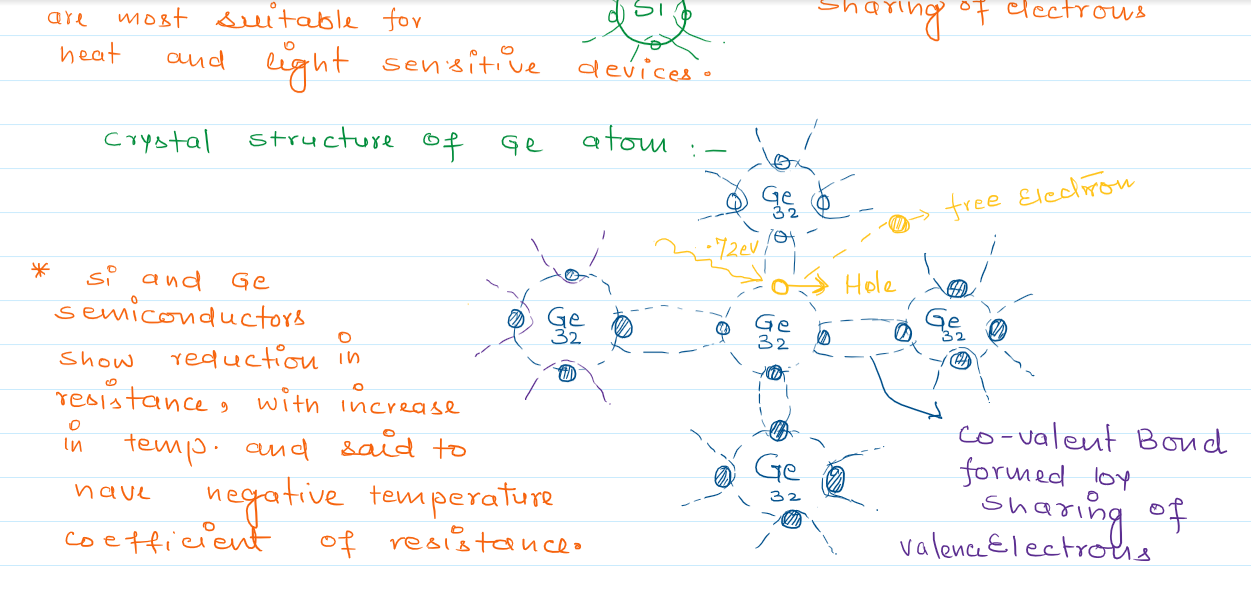 are most suitable for
heat and light sensitive devices.
Si
Sharing of electrons
Crystal structure of Ge atom :-
Ge
32
free Electron
.72ev
Hole
* Si and Ge
semiconductors
show reduction in
resistance, with increase
in temp. and said to
have negative temperature
coefficient of resistance.
Ge
32
Ge
32
Ge
32
Ge
32
Co-valent Bond
formed by
Sharing of
valence Electrons